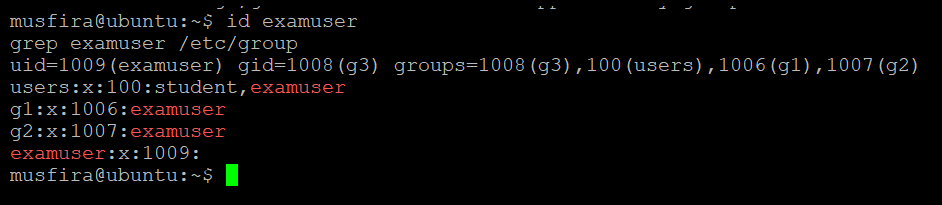 musfira@ubuntu:~$ id examuser
grep examuser /etc/group
uid=1009(examuser) gid=1008(g3) groups=1008(g3),100(users),1006(g1),1007(g2)
users:x:100:student,examuser
g1:x:1006:examuser
g2:x:1007:examuser
examuser:x:1009:
musfira@ubuntu:~$